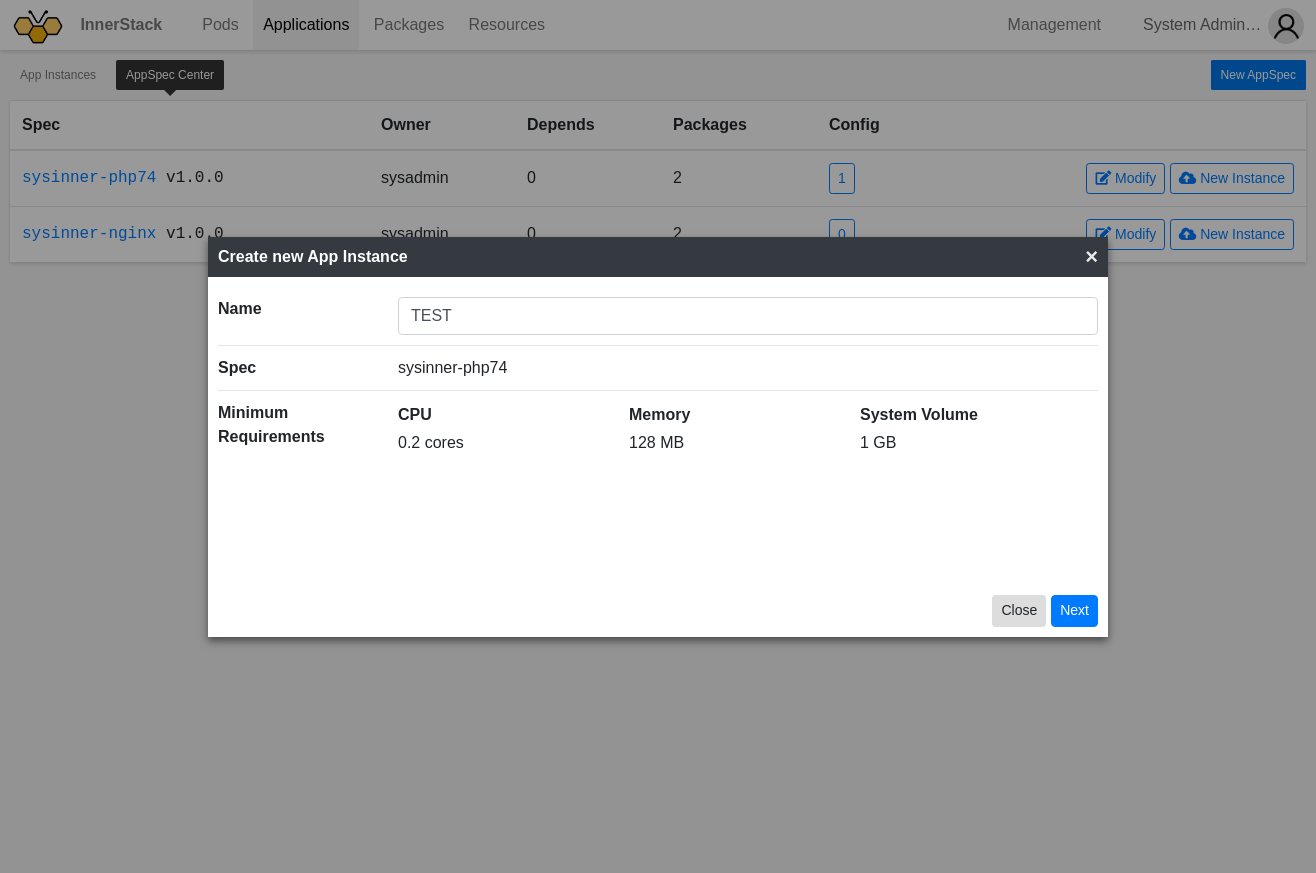 InnerStack Pods Applications Packages Resources Management System Admin…
App Instances AppSpec Center New AppSpec
Spec Owner Depends Packages Config
sysinner-php74 v1.0.0 sysadmin 0 2 1 Modify New Instance
sysinner-nginx v1.0.0 sysadmin 0 2 0 Modify New Instance
Create new App Instance ×
Name TEST
Spec sysinner-php74
Minimum Requirements CPU Memory System Volume
0.2 cores 128 MB 1 GB
Close Next